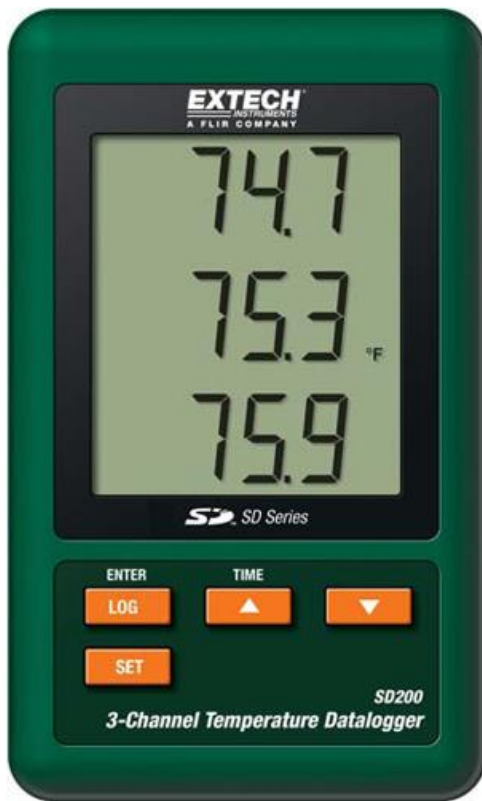 EXTECH
INSTRUMENTS
A FLIR COMPANY
74.7
75.3 °F
75.9
SD SD Series
ENTER TIME
LOG ▲ ▼
SET
SD200
3-Channel Temperature Datalogger